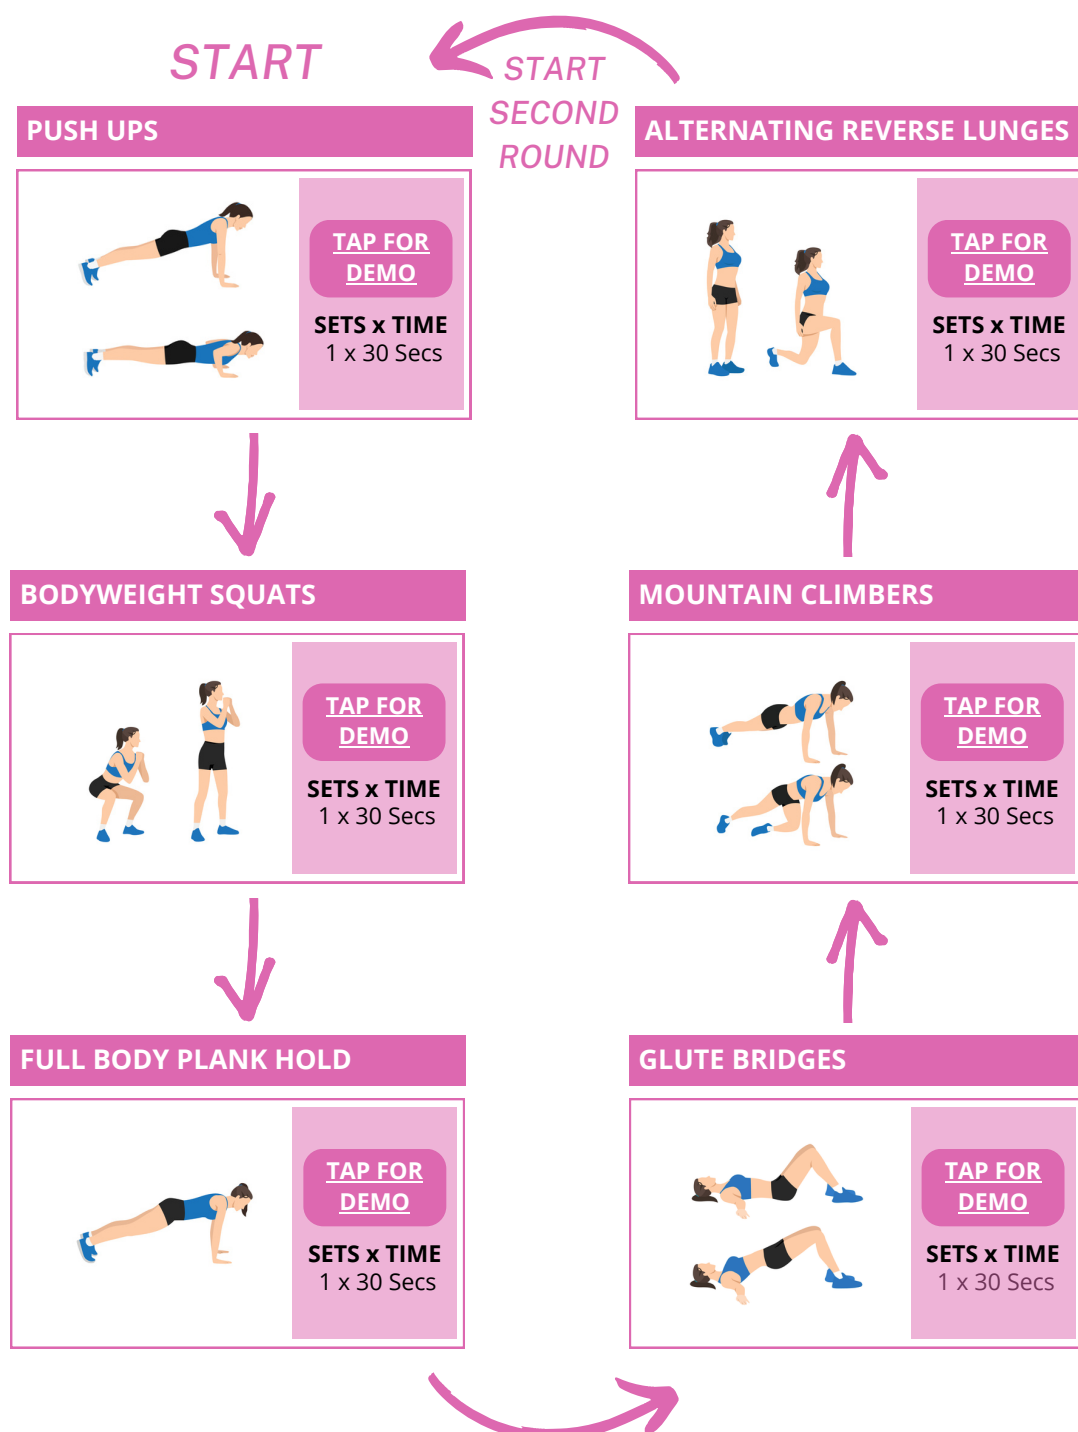 START
START
SECOND
ROUND
PUSH UPS
TAP FOR
DEMO
SETS x TIME
1 x 30 Secs
BODYWEIGHT SQUATS
TAP FOR
DEMO
SETS x TIME
1 x 30 Secs
FULL BODY PLANK HOLD
TAP FOR
DEMO
SETS x TIME
1 x 30 Secs
GLUTE BRIDGES
TAP FOR
DEMO
SETS x TIME
1 x 30 Secs
MOUNTAIN CLIMBERS
TAP FOR
DEMO
SETS x TIME
1 x 30 Secs
ALTERNATING REVERSE LUNGES
TAP FOR
DEMO
SETS x TIME
1 x 30 Secs